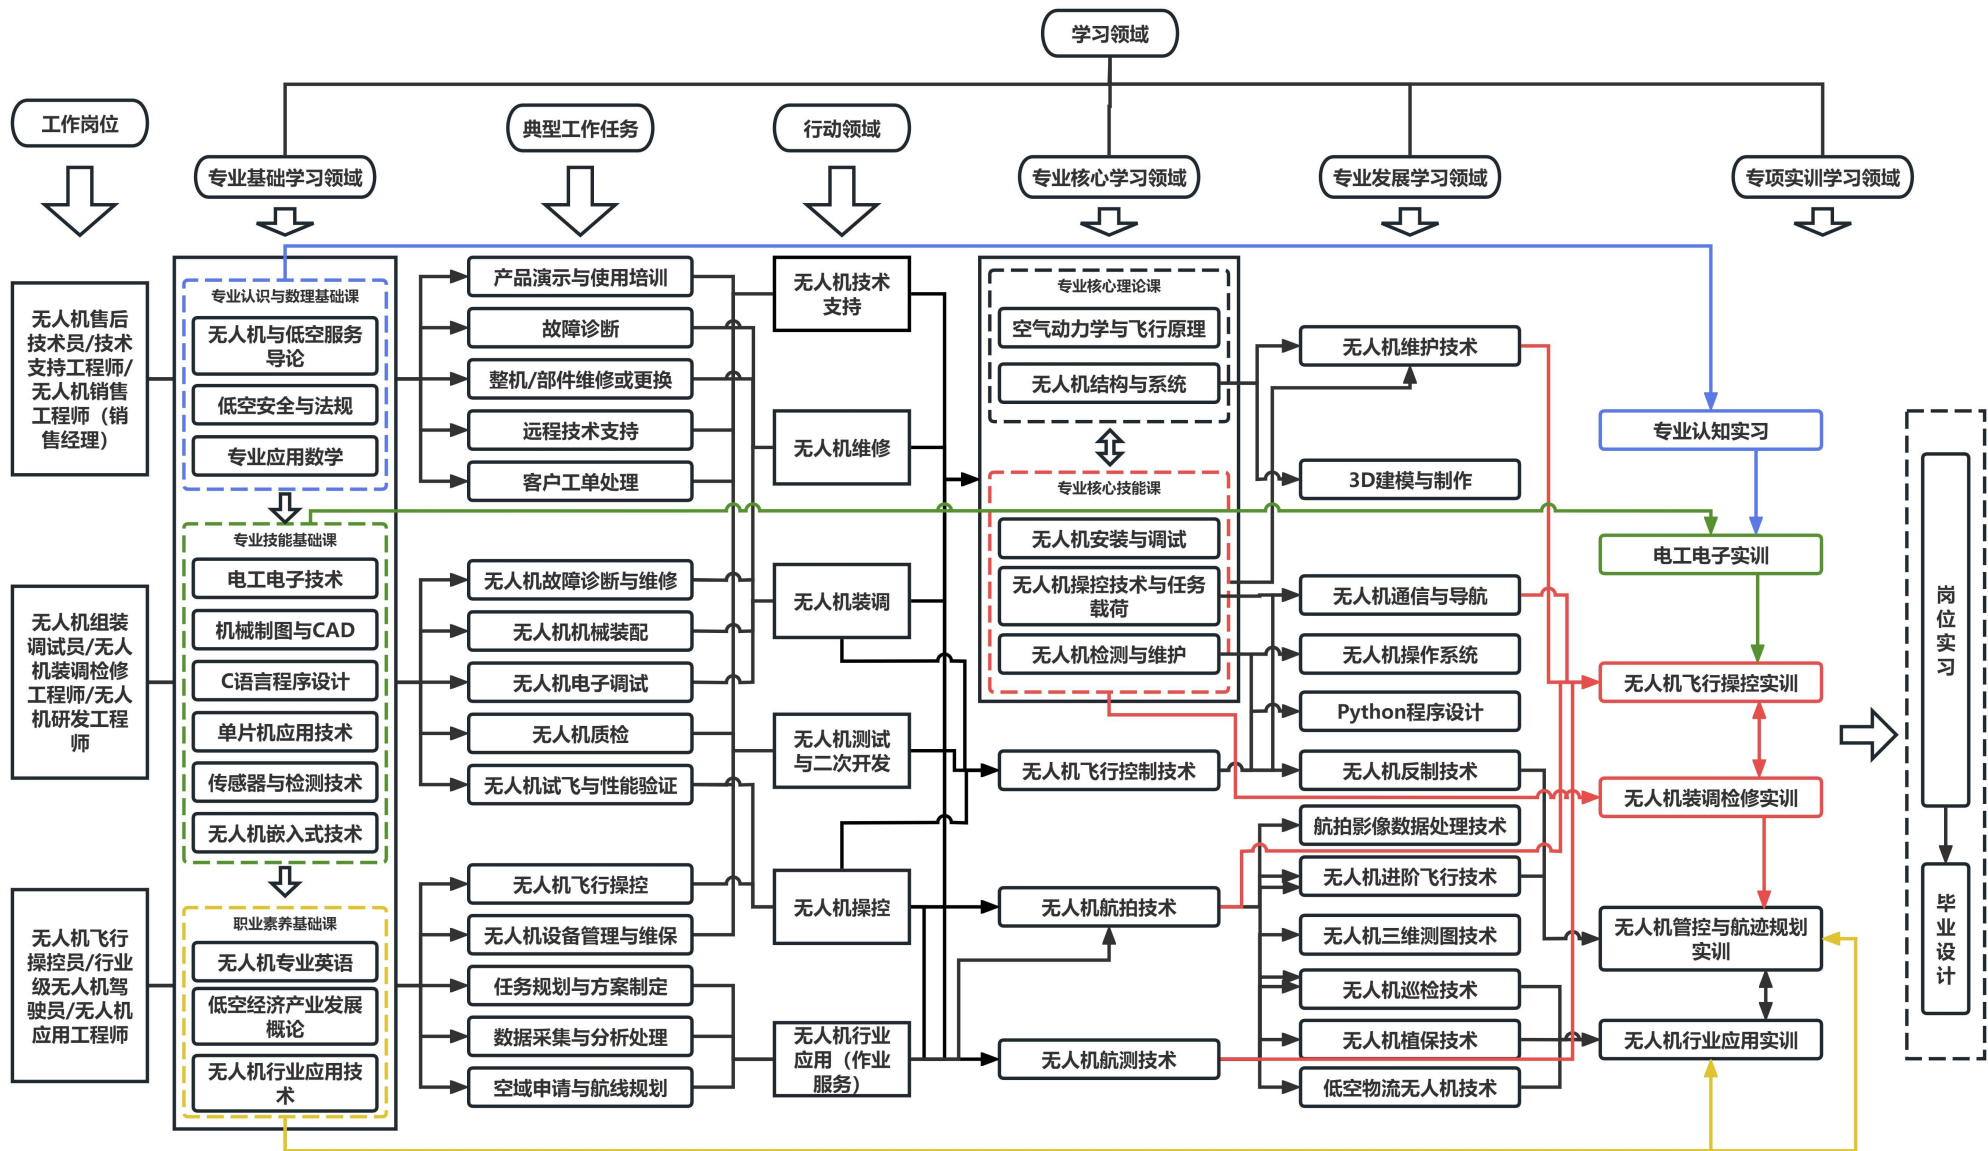 学习领域
工作岗位
典型工作任务
行动领域
专业基础学习领域
专业核心学习领域
专业发展学习领域
专项实训学习领域
无人机售后
技术员/技术
支持工程师/
无人机销售
工程师（销
售经理）
无人机组装
调试员/无人
机装调检修
工程师/无人
机研发工程
师
无人机飞行
操控员/行业
级无人机驾
驶员/无人机
应用工程师
专业认识与数理基础课
无人机与低空服务
导论
低空安全与法规
专业应用数学
专业技能基础课
电工电子技术
机械制图与CAD
C语言程序设计
单片机应用技术
传感器与检测技术
无人机嵌入式技术
职业素养基础课
无人机专业英语
低空经济产业发展
概论
无人机行业应用技
术
产品演示与使用培训
故障诊断
整机/部件维修或更换
远程技术支持
客户工单处理
无人机故障诊断与维修
无人机机械装配
无人机电子调试
无人机质检
无人机试飞与性能验证
无人机飞行操控
无人机设备管理与维保
任务规划与方案制定
数据采集与分析处理
空域申请与航线规划
无人机技术
支持
无人机维修
无人机装调
无人机测试
与二次开发
无人机操控
无人机行业
应用（作业
服务）
专业核心理论课
空气动力学与飞行原理
无人机结构与系统
专业核心技能课
无人机安装与调试
无人机操控技术与任务
载荷
无人机检测与维护
无人机飞行控制技术
无人机航拍技术
无人机航测技术
无人机维护技术
3D建模与制作
无人机通信与导航
无人机操作系统
Python程序设计
无人机反制技术
航拍影像数据处理技术
无人机进阶飞行技术
无人机三维测图技术
无人机巡检技术
无人机植保技术
低空物流无人机技术
专业认知实习
电工电子实训
无人机飞行操控实训
无人机装调检修实训
无人机管控与航迹规划
实训
无人机行业应用实训
岗
位
实
习
毕
业
设
计